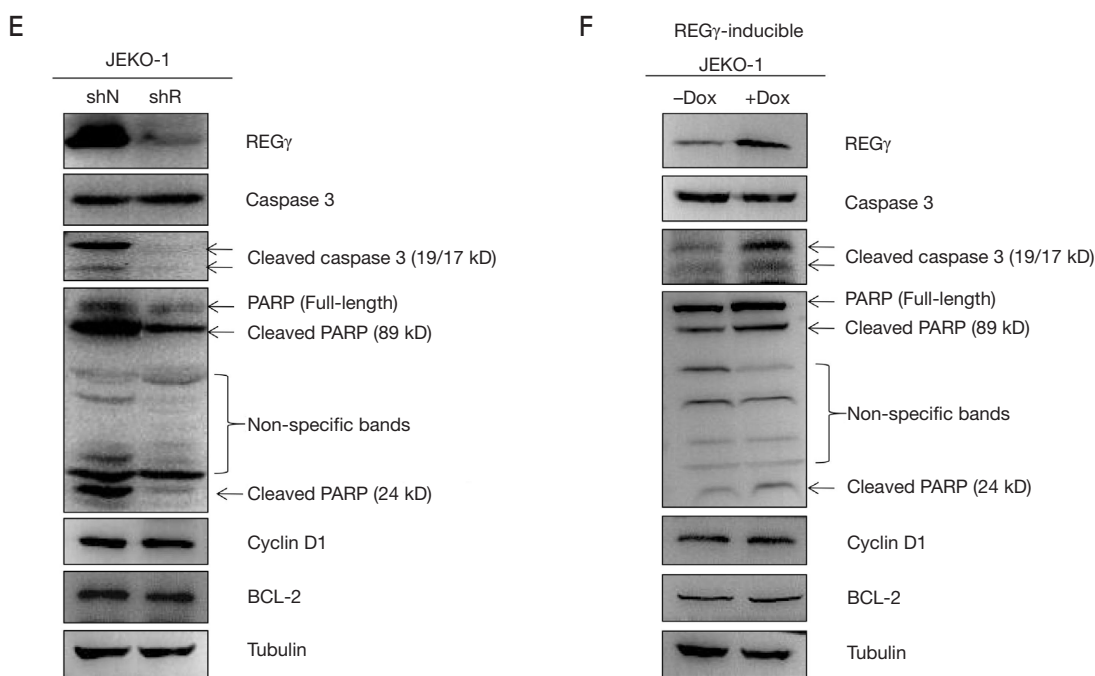 E
JEKO-1
shN shR
REGγ
Caspase 3
Cleaved caspase 3 (19/17 kD)
PARP (Full-length)
Cleaved PARP (89 kD)
Non-specific bands
Cleaved PARP (24 kD)
Cyclin D1
BCL-2
Tubulin
F
REGγ-inducible
JEKO-1
–Dox +Dox
REGγ
Caspase 3
Cleaved caspase 3 (19/17 kD)
PARP (Full-length)
Cleaved PARP (89 kD)
Non-specific bands
Cleaved PARP (24 kD)
Cyclin D1
BCL-2
Tubulin